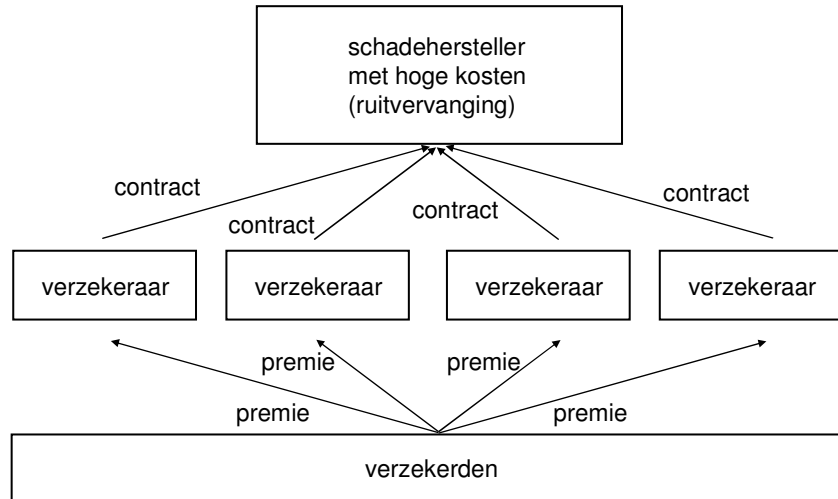 schadehersteller
met hoge kosten
(ruitvervanging)
contract
contract
contract
contract
verzekeraar
verzekeraar
verzekeraar
verzekeraar
premie
premie
premie
premie
verzekerden